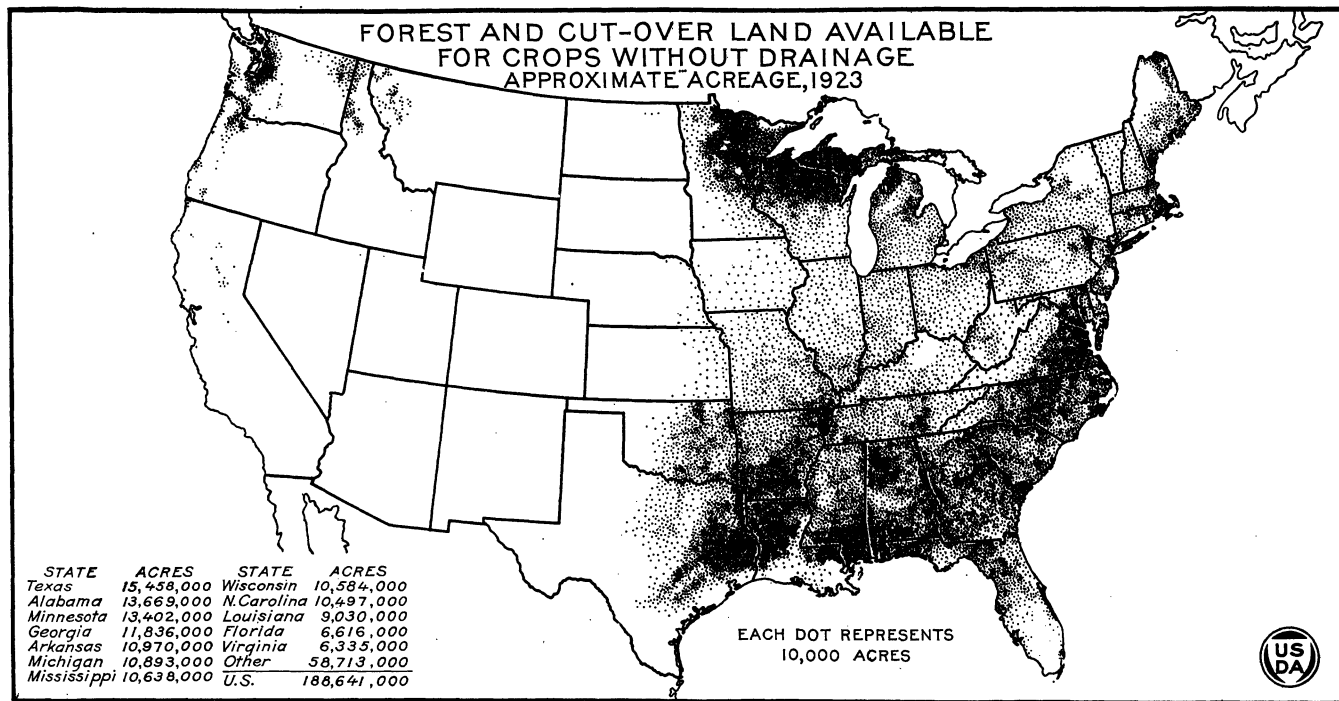 FOREST AND CUT-OVER LAND AVAILABLE
FOR CROPS WITHOUT DRAINAGE
APPROXIMATE ACREAGE, 1923
STATE ACRES STATE ACRES
Texas 15,458,000 Wisconsin 10,584,000
Alabama 13,669,000 N.Carolina 10,497,000
Minnesota 13,402,000 Louisiana 9,030,000
Georgia 11,836,000 Florida 6,616,000
Arkansas 10,970,000 Virginia 6,335,000
Michigan 10,893,000 Other 58,713,000
Mississippi 10,638,000 U.S. 188,641,000
EACH DOT REPRESENTS
10,000 ACRES
US
DA